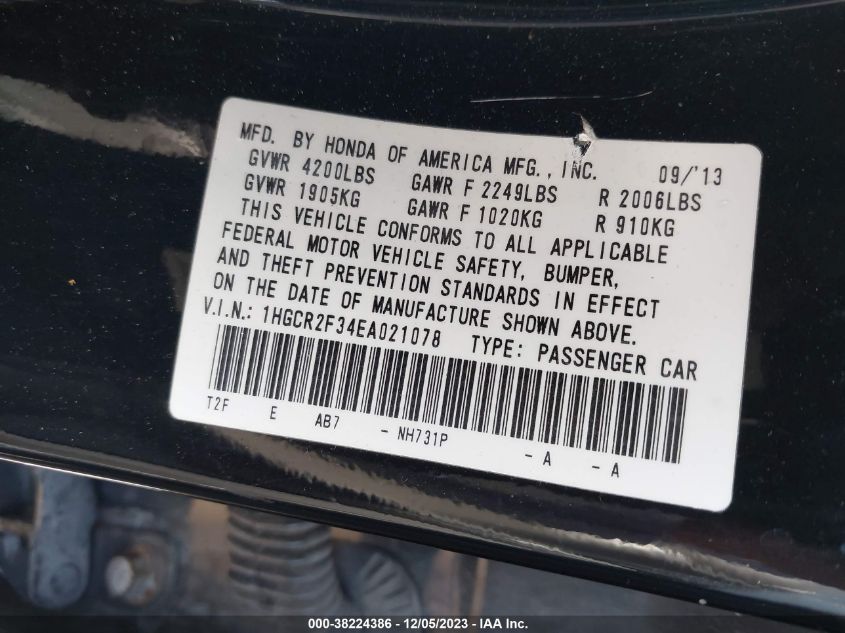 MFD. BY HONDA OF AMERICA MFG., INC. 09/'13
GVWR 4200LBS GAWR F 2249LBS R 2006LBS
GVWR 1905KG GAWR F 1020KG R 910KG
THIS VEHICLE CONFORMS TO ALL APPLICABLE
FEDERAL MOTOR VEHICLE SAFETY, BUMPER,
AND THEFT PREVENTION STANDARDS IN EFFECT
ON THE DATE OF MANUFACTURE SHOWN ABOVE.
V.I.N.: 1HGCR2F34EA021078 TYPE: PASSENGER CAR
T2F E AB7 - NH731P - A - A
000-38224386 - 12/05/2023 - IAA Inc.